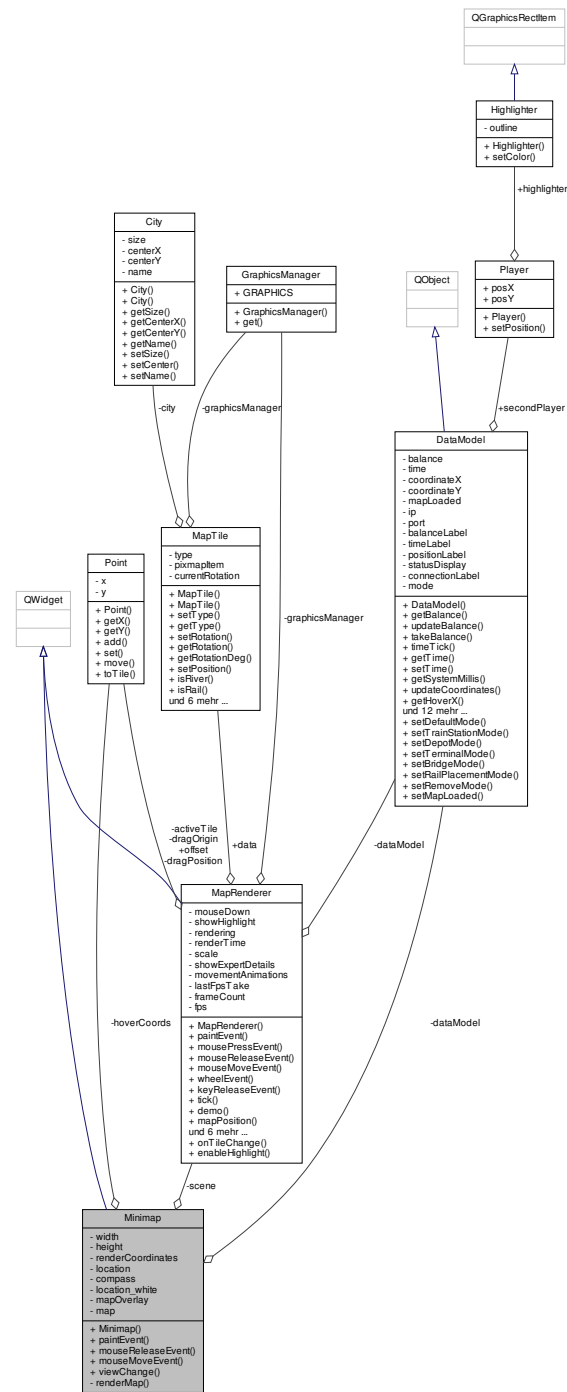 QGraphicsRectItem
Highlighter
- outline
+ Highlighter()
+ setColor()
+highlighter
City
- size
- centerX
- centerY
- name
+ City()
+ City()
+ getSize()
+ getCenterX()
+ getCenterY()
+ getName()
+ setSize()
+ setCenter()
+ setName()
GraphicsManager
+ GRAPHICS
+ GraphicsManager()
+ get()
QObject
Player
+ posX
+ posY
+ Player()
+ setPosition()
-city
-graphicsManager
+secondPlayer
DataModel
- balance
- time
- coordinateX
- coordinateY
- mapLoaded
- ip
- port
- balanceLabel
- timeLabel
- positionLabel
- statusDisplay
- connectionLabel
- mode
+ DataModel()
+ getBalance()
+ updateBalance()
+ takeBalance()
+ timeTick()
+ getTime()
+ setTime()
+ getSystemMillis()
+ updateCoordinates()
+ getHoverX()
und 12 mehr ...
+ setDefaultMode()
+ setTrainStationMode()
+ setDepotMode()
+ setTerminalMode()
+ setBridgeMode()
+ setRailPlacementMode()
+ setRemoveMode()
+ setMapLoaded()
MapTile
- type
- pixmapItem
- currentRotation
+ MapTile()
+ MapTile()
+ setType()
+ getType()
+ setRotation()
+ getRotation()
+ getRotationDeg()
+ setPosition()
+ isRiver()
+ isRail()
und 6 mehr ...
Point
- x
- y
+ Point()
+ getX()
+ getY()
+ add()
+ set()
+ move()
+ toTile()
QWidget
-graphicsManager
-activeTile
-dragOrigin
+offset
-dragPosition
+data
-dataModel
MapRenderer
- mouseDown
- showHighlight
- rendering
- renderTime
- scale
- showExpertDetails
- movementAnimations
- lastFpsTake
- frameCount
- fps
+ MapRenderer()
+ paintEvent()
+ mousePressEvent()
+ mouseReleaseEvent()
+ mouseMoveEvent()
+ wheelEvent()
+ keyReleaseEvent()
+ tick()
+ demo()
+ mapPosition()
und 6 mehr ...
+ onTileChange()
+ enableHighlight()
-hoverCoords
-dataModel
-scene
Minimap
- width
- height
- renderCoordinates
- location
- compass
- location_white
- mapOverlay
- map
+ Minimap()
+ paintEvent()
+ mouseReleaseEvent()
+ mouseMoveEvent()
+ viewChange()
- renderMap()